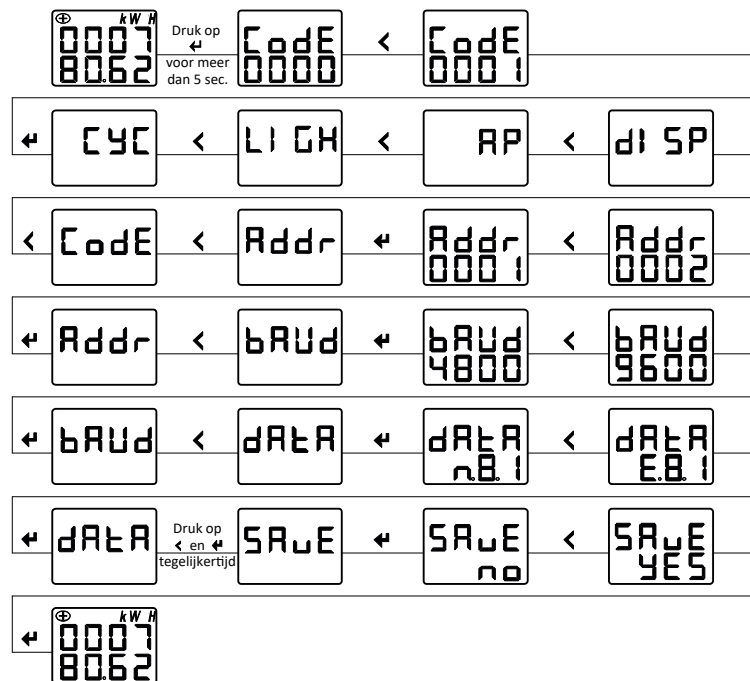 ⊕ kW H
0007
80.62
Druk op
↵
voor meer
dan 5 sec.
CodE
0000
<
CodE
0001
↵
CYC
<
LIGH
<
AP
<
dISP
<
CodE
<
Addr
↵
Addr
0001
<
Addr
0002
↵
Addr
<
bAUd
↵
bAUd
4800
<
bAUd
9600
↵
bAUd
<
dAtA
↵
dAtA
n.8.1
<
dAtA
E.8.1
↵
dAtA
Druk op
< en ↵
tegelijkertijd
SAvE
↵
SAvE
no
<
SAvE
YES
↵
⊕ kW H
0007
80.62